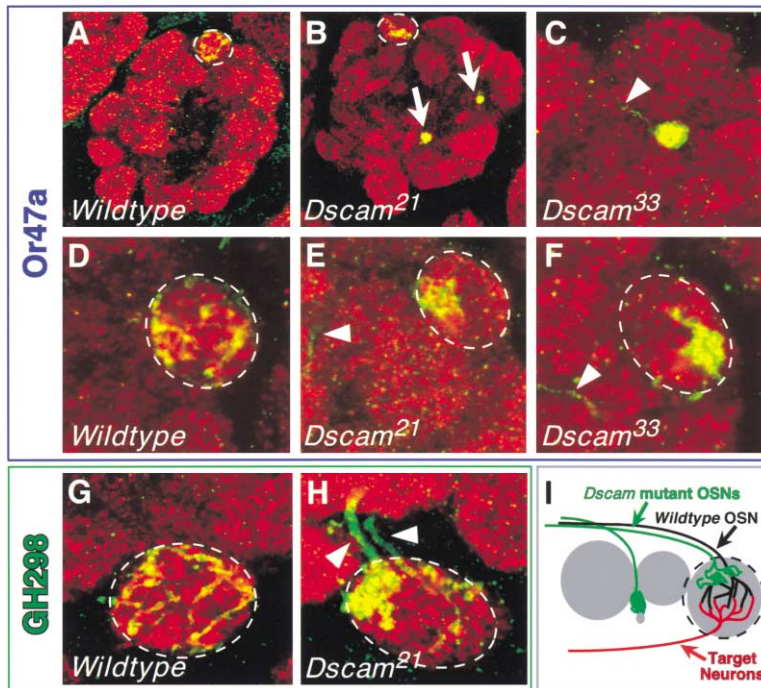 A
Wildtype
B
Dscam21
C
Dscam33
Or47a
D
Wildtype
E
Dscam21
F
Dscam33
GH298
G
Wildtype
H
Dscam21
I
Dscam mutant OSNs
Wildtype OSN
Target
Neurons